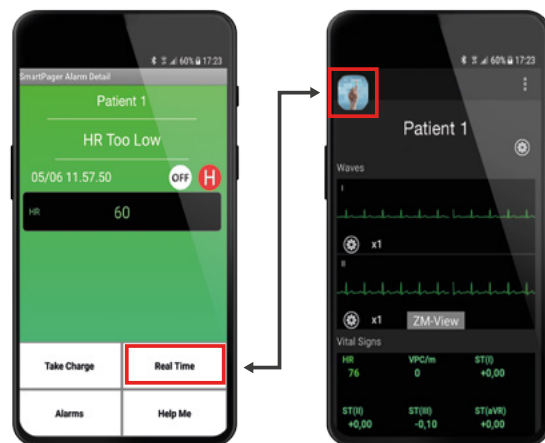 60% 17:23
SmartPager Alarm Detail
Patient 1
HR Too Low
05/06 11.57.50 OFF H
HR 60
Take Charge Real Time
Alarms Help Me
60% 17:23
Patient 1
Waves
I
x1
II
x1 ZM-View
Vital Signs
HR VPC/m ST(I)
76 0 +0,00
ST(II) ST(III) ST(aVR)
+0,00 -0,10 +0,00